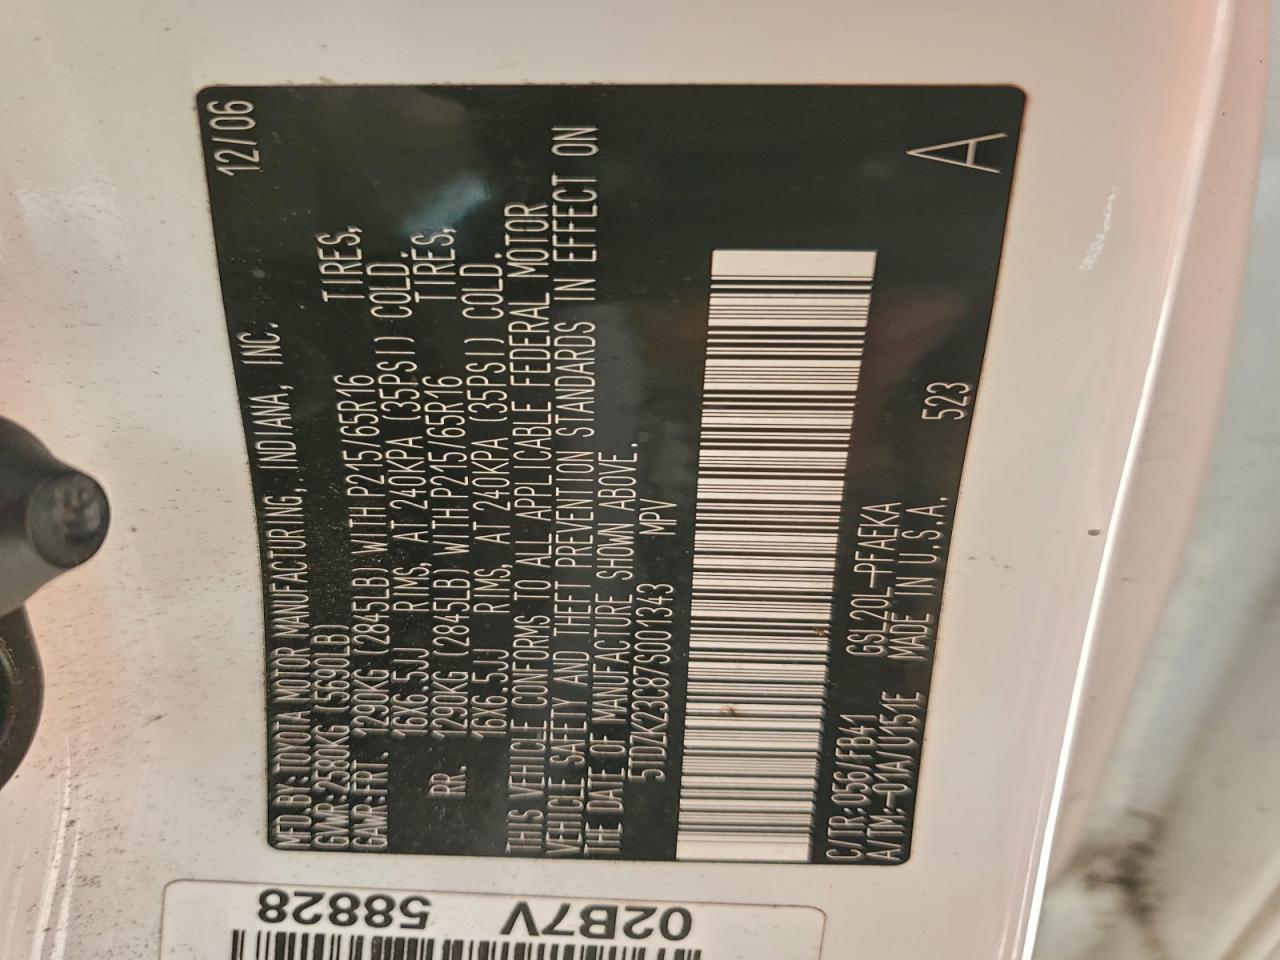 MFD.BY: TOYOTA MOTOR MANUFACTURING, INDIANA, INC. 12/06
GVWR: 2580KG (5690LB)
GAWR: FRT. 1290KG (2845LB) WITH P215/65R16 TIRES,
16X6.5JJ RIMS, AT 240KPA (35PSI) COLD.
RR. 1290KG (2845LB) WITH P215/65R16 TIRES,
16X6.5JJ RIMS, AT 240KPA (35PSI) COLD.
THIS VEHICLE CONFORMS TO ALL APPLICABLE FEDERAL MOTOR
VEHICLE SAFETY AND THEFT PREVENTION STANDARDS IN EFFECT ON
THE DATE OF MANUFACTURE SHOWN ABOVE.
5TDZK23C87S001343 MPV
C/TR: 056/FB41 GSL20L-PFAEKA
A/TM: -01A/U151E MADE IN U.S.A. 523
A
02B7V 58828